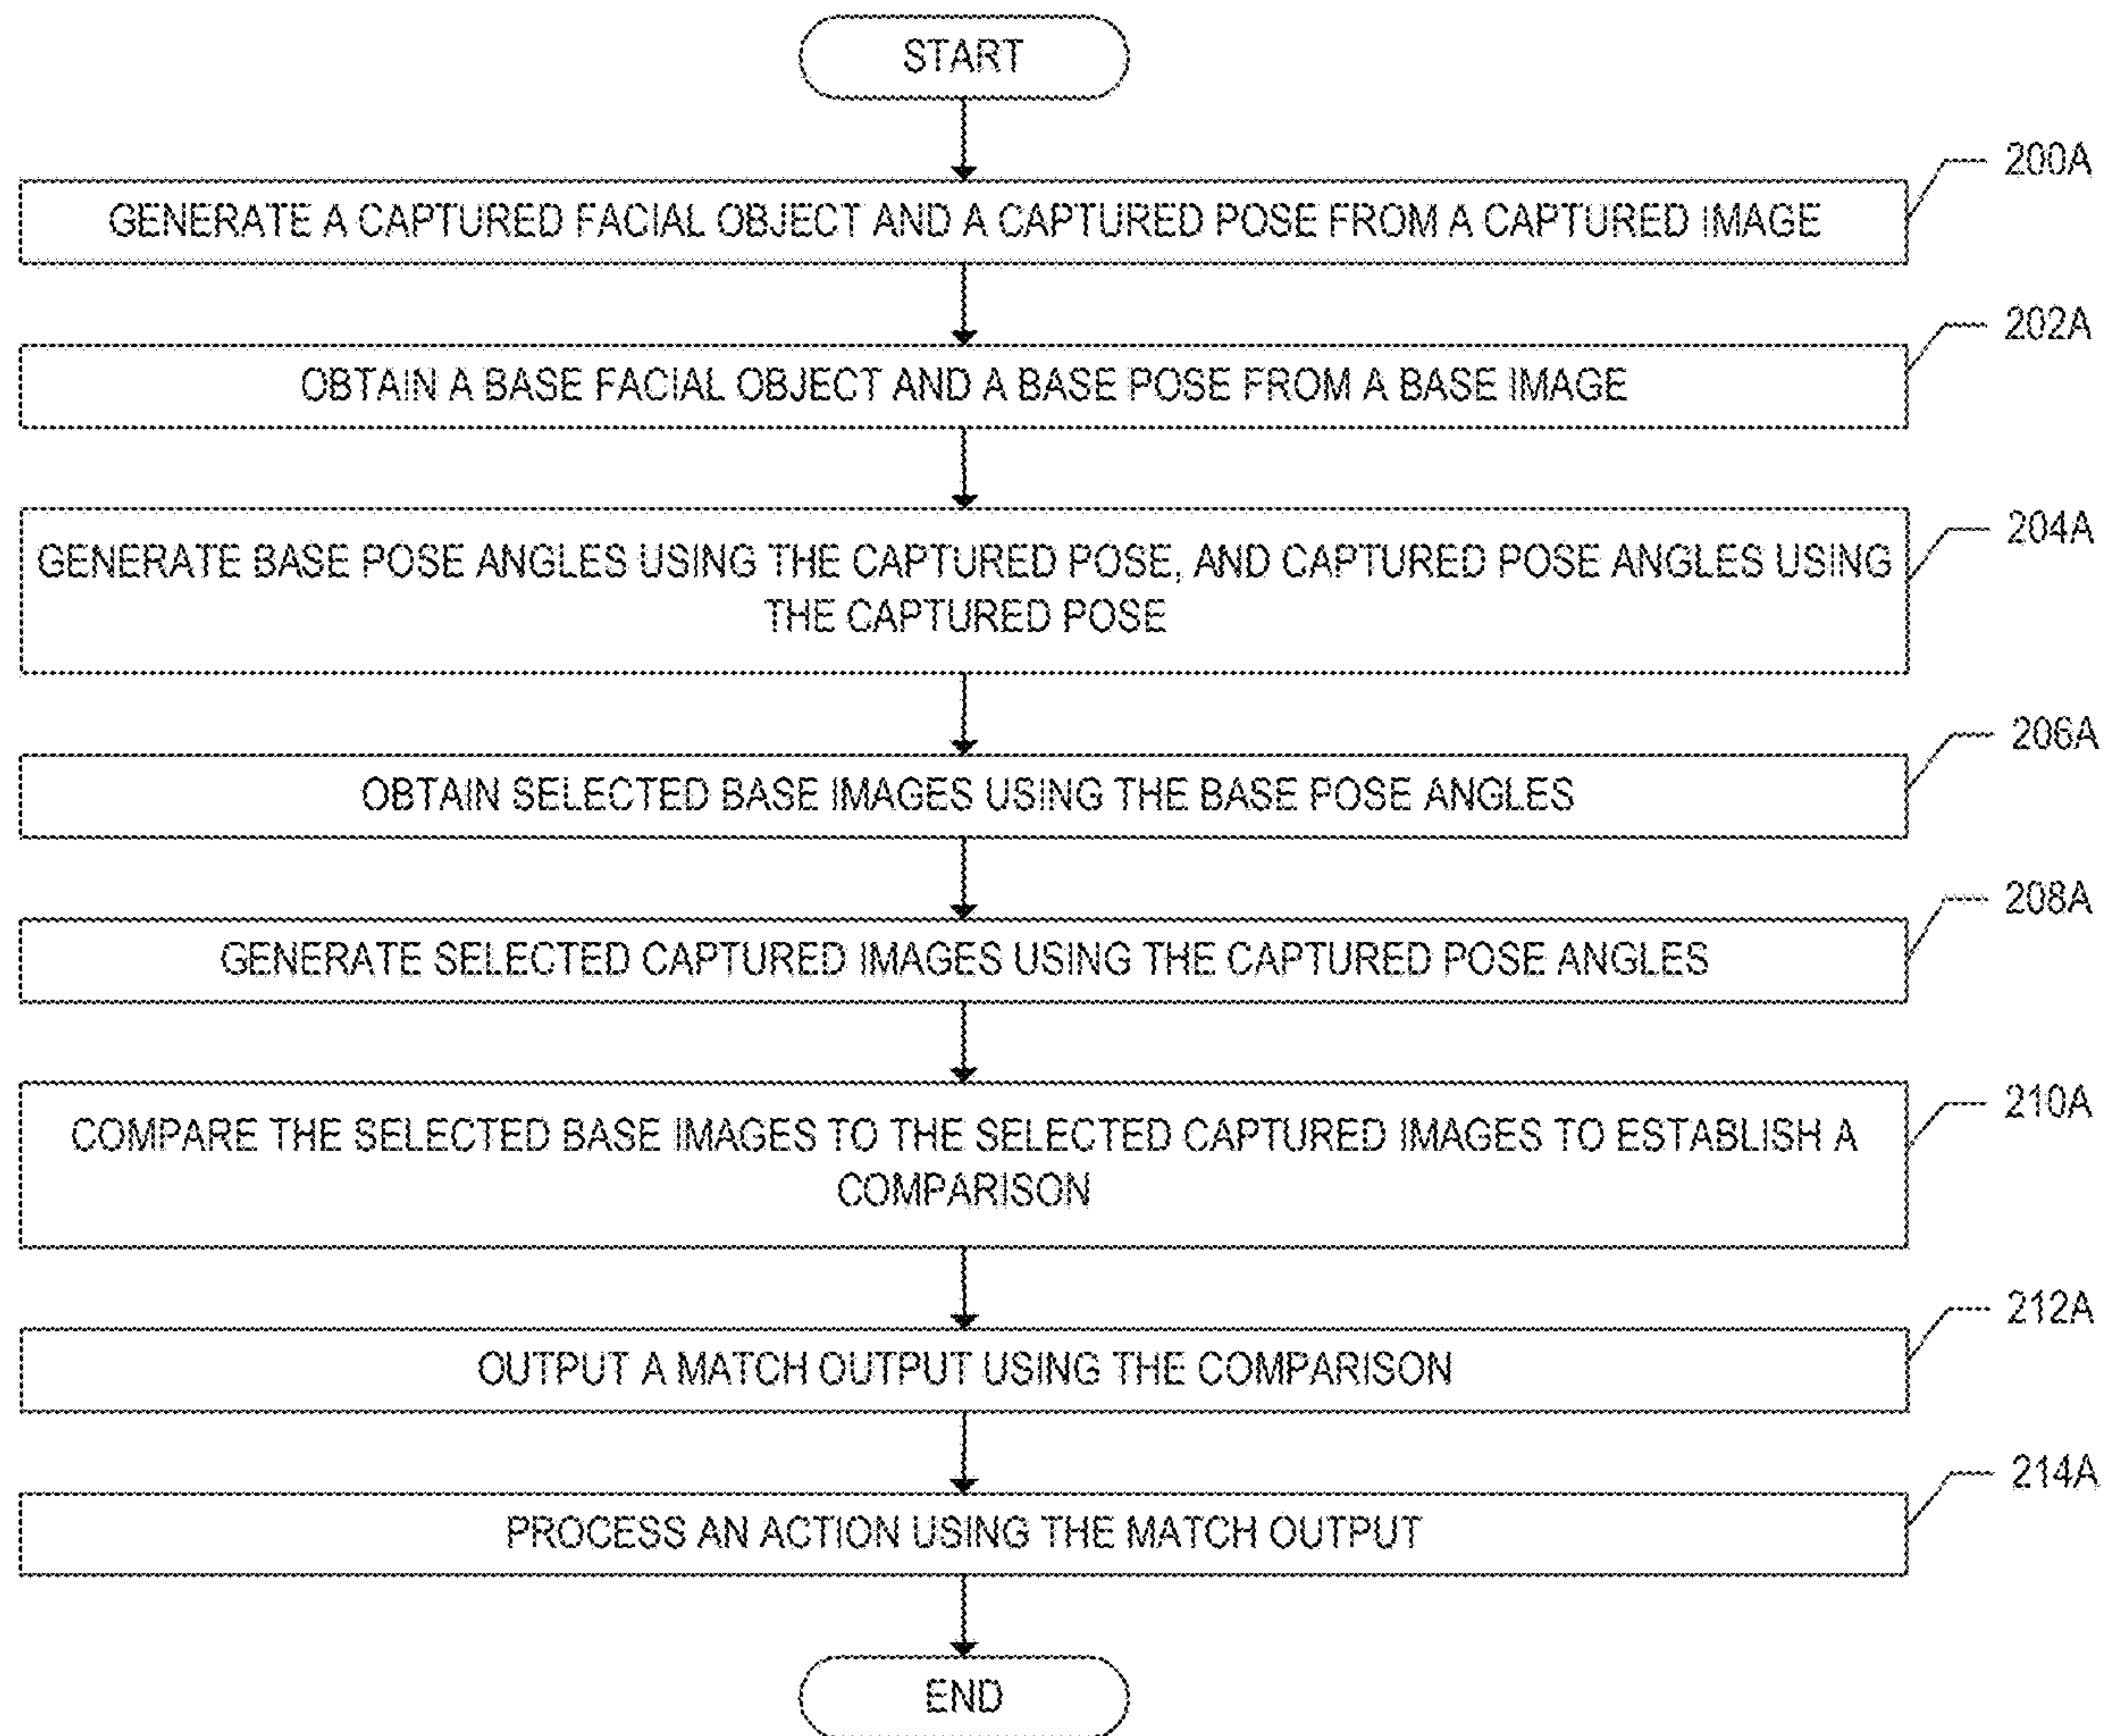 START
200A
GENERATE A CAPTURED FACIAL OBJECT AND A CAPTURED POSE FROM A CAPTURED IMAGE
202A
OBTAIN A BASE FACIAL OBJECT AND A BASE POSE FROM A BASE IMAGE
204A
GENERATE BASE POSE ANGLES USING THE CAPTURED POSE, AND CAPTURED POSE ANGLES USING
THE CAPTURED POSE
206A
OBTAIN SELECTED BASE IMAGES USING THE BASE POSE ANGLES
208A
GENERATE SELECTED CAPTURED IMAGES USING THE CAPTURED POSE ANGLES
210A
COMPARE THE SELECTED BASE IMAGES TO THE SELECTED CAPTURED IMAGES TO ESTABLISH A
COMPARISON
212A
OUTPUT A MATCH OUTPUT USING THE COMPARISON
214A
PROCESS AN ACTION USING THE MATCH OUTPUT
END